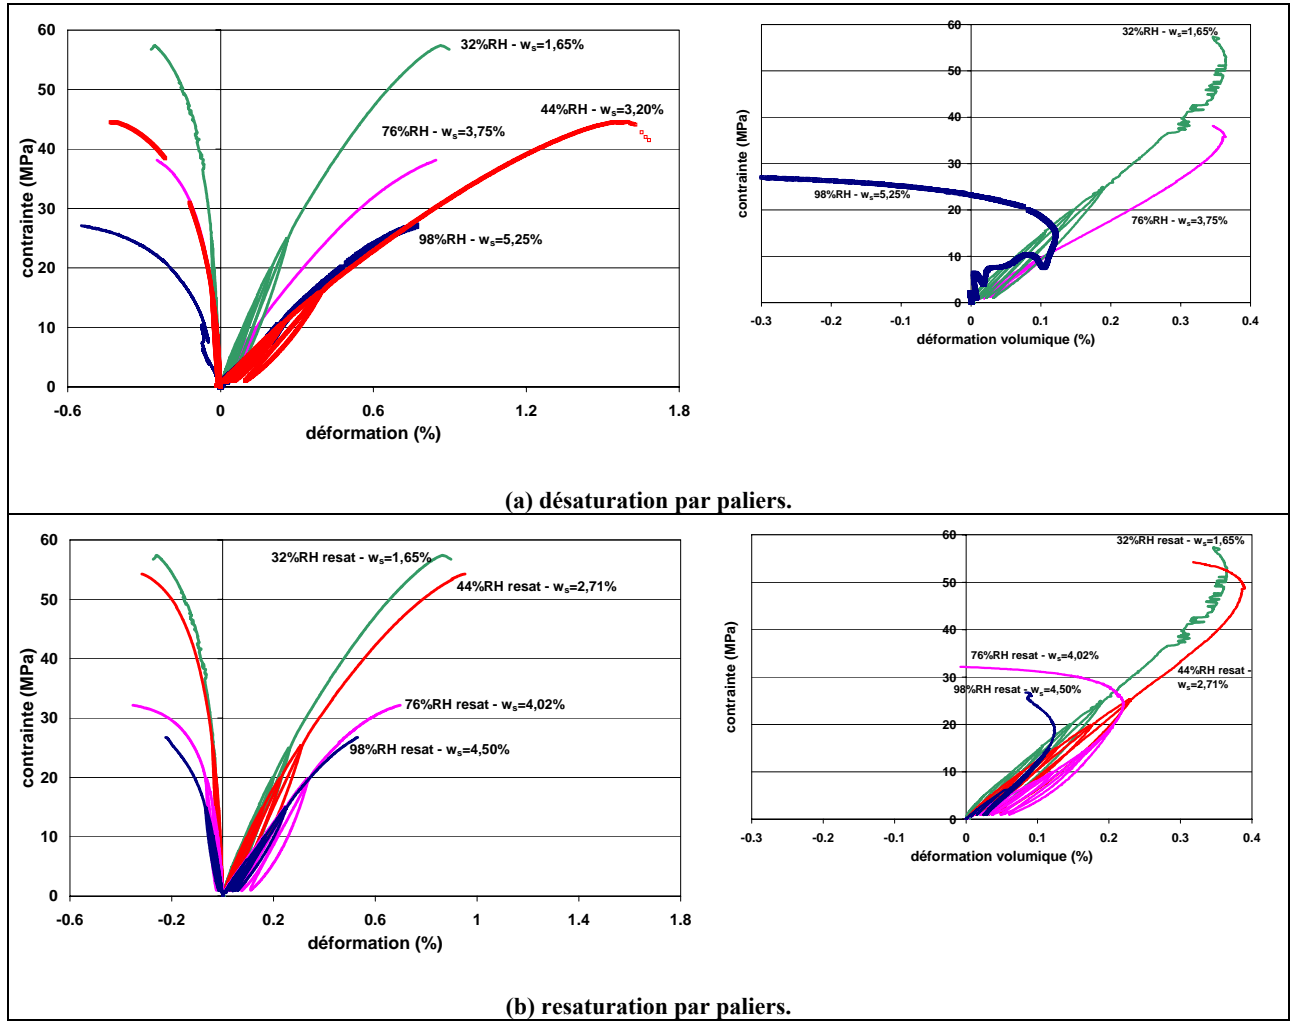 60
50
40
30
20
10
0
-0.6
0
0.6
1.2
1.8
contrainte (MPa)
déformation (%)
32%RH - ws=1,65%
44%RH - ws=3,20%
76%RH - ws=3,75%
98%RH - ws=5,25%
60
50
40
30
20
10
0
-0.3
-0.2
-0.1
0
0.1
0.2
0.3
0.4
contrainte (MPa)
déformation volumique (%)
32%RH - ws=1,65%
98%RH - ws=5,25%
76%RH - ws=3,75%
(a) désaturation par paliers.
60
50
40
30
20
10
0
-0.6
-0.2
0.2
0.6
1
1.4
1.8
contrainte (MPa)
déformation (%)
32%RH resat - ws=1,65%
44%RH resat - ws=2,71%
76%RH resat - ws=4,02%
98%RH resat - ws=4,50%
60
50
40
30
20
10
0
-0.3
-0.2
-0.1
0
0.1
0.2
0.3
0.4
contrainte (MPa)
déformation volumique (%)
32%RH resat - ws=1,65%
76%RH resat - ws=4,02%
44%RH resat -
ws=2,71%
98%RH resat - ws=4,50%
(b) resaturation par paliers.